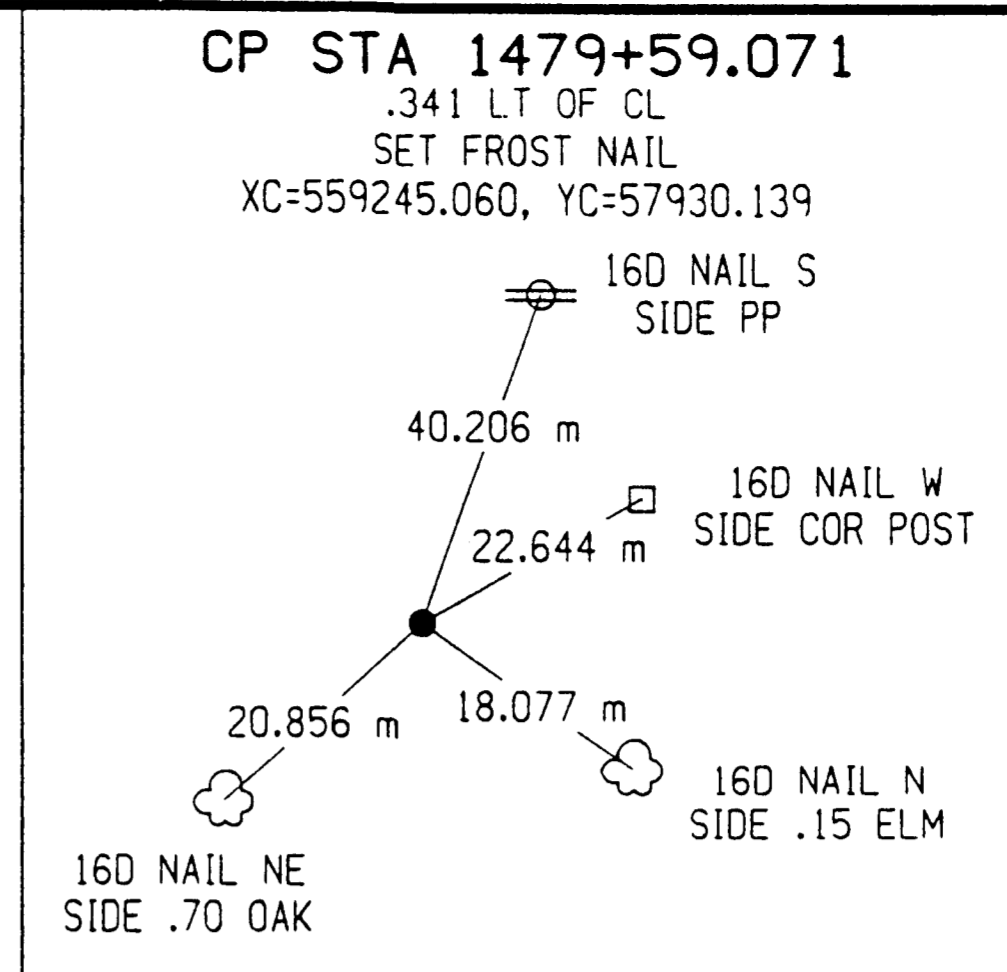 CP STA 1479+59.071
.341 LT OF CL
SET FROST NAIL
XC=559245.060, YC=57930.139
16D NAIL S
SIDE PP
40.206 m
16D NAIL W
SIDE COR POST
22.644 m
20.856 m
18.077 m
16D NAIL N
SIDE .15 ELM
16D NAIL NE
SIDE .70 OAK